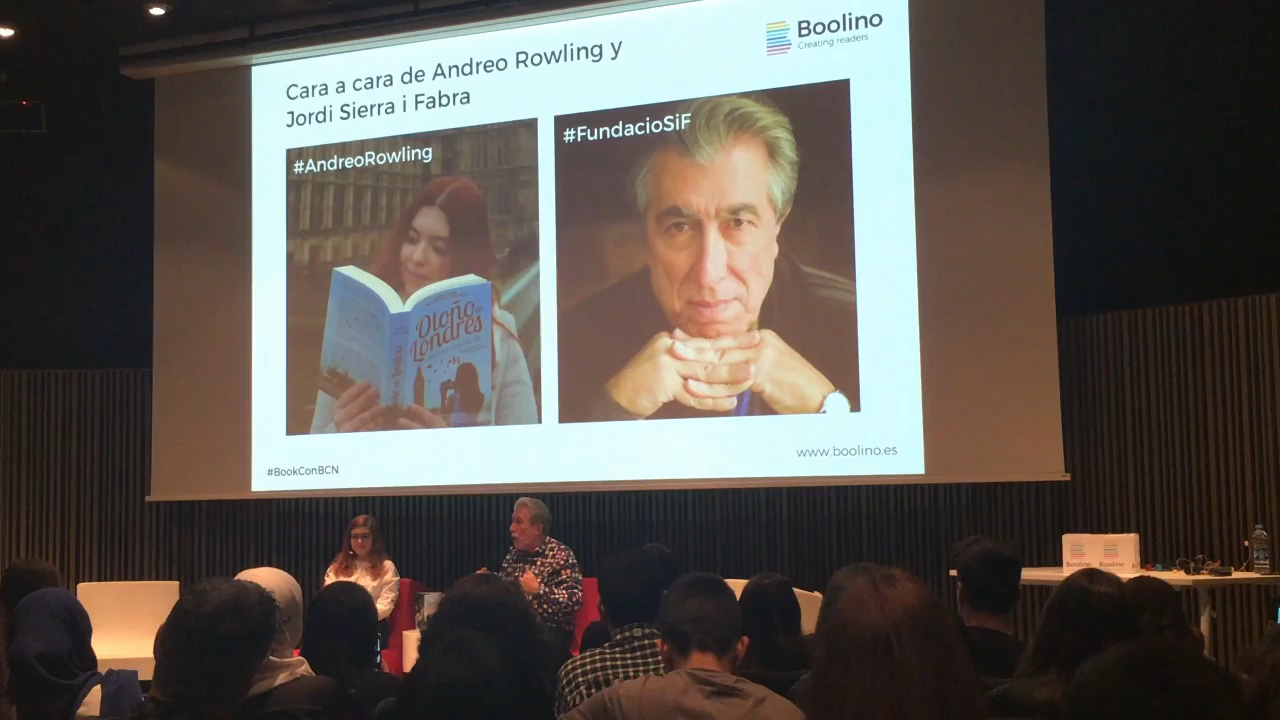 Boolino
Creating readers
Cara a cara de Andreo Rowling y
Jordi Sierra i Fabra
#AndreoRowling
#FundacioSiF
Otoño en
Londres
#BookConBCN
www.boolino.es
Boolino
Boolino